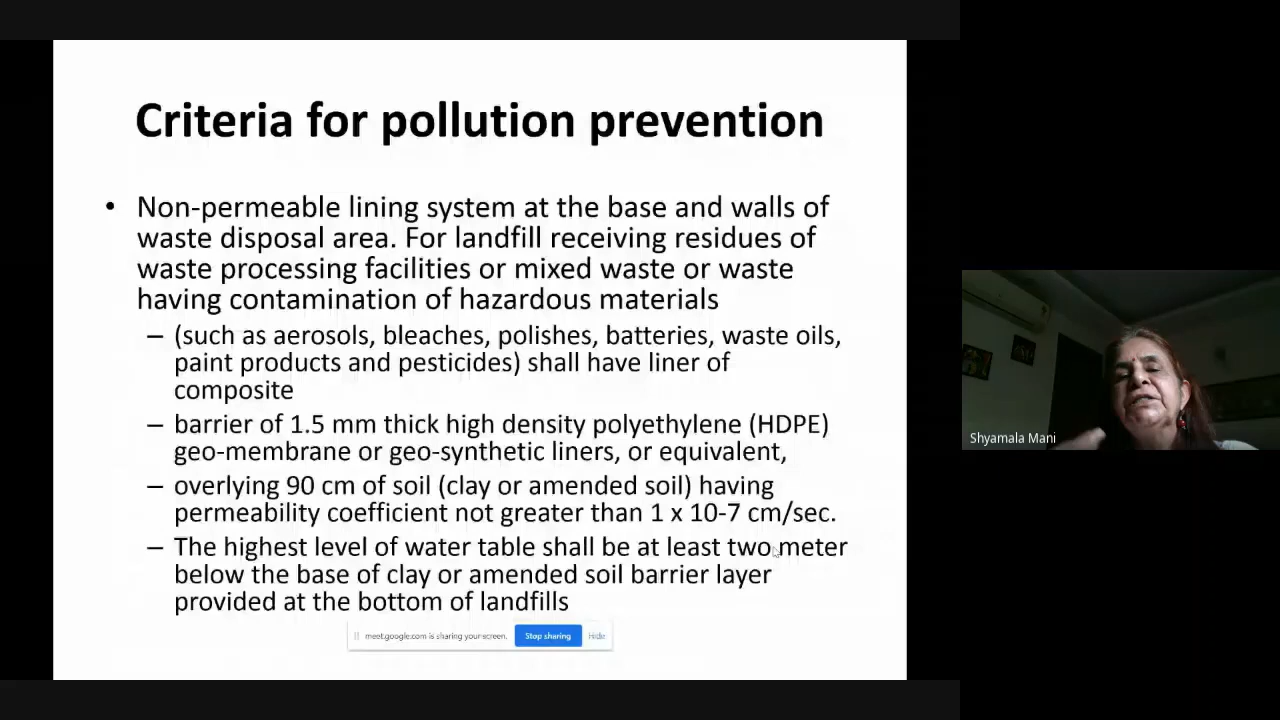 Criteria for pollution prevention
• Non-permeable lining system at the base and walls of
waste disposal area. For landfill receiving residues of
waste processing facilities or mixed waste or waste
having contamination of hazardous materials
– (such as aerosols, bleaches, polishes, batteries, waste oils,
paint products and pesticides) shall have liner of
composite
– barrier of 1.5 mm thick high density polyethylene (HDPE)
geo-membrane or geo-synthetic liners, or equivalent,
– overlying 90 cm of soil (clay or amended soil) having
permeability coefficient not greater than 1 x 10-7 cm/sec.
– The highest level of water table shall be at least two meter
below the base of clay or amended soil barrier layer
provided at the bottom of landfills
meet.google.com is sharing your screen. Stop sharing Hide
Shyamala Mani